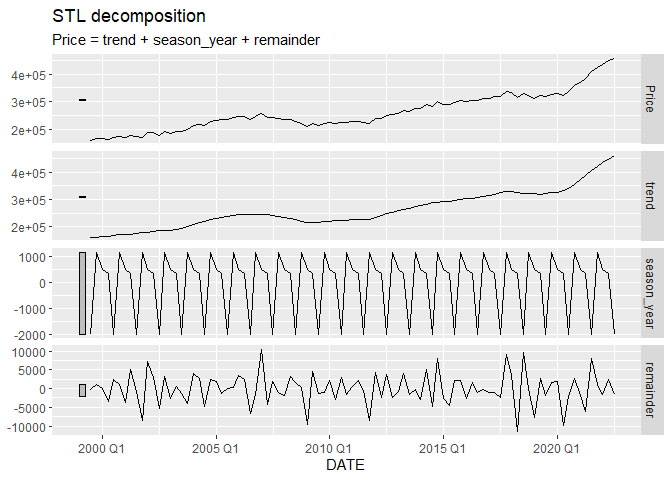 STL decomposition
Price = trend + season_year + remainder
4e+05
3e+05
2e+05
Price
4e+05
3e+05
2e+05
trend
1000
0
-1000
-2000
season_year
10000
5000
0
-5000
-10000
remainder
2000 Q1 2005 Q1 2010 Q1 2015 Q1 2020 Q1
DATE